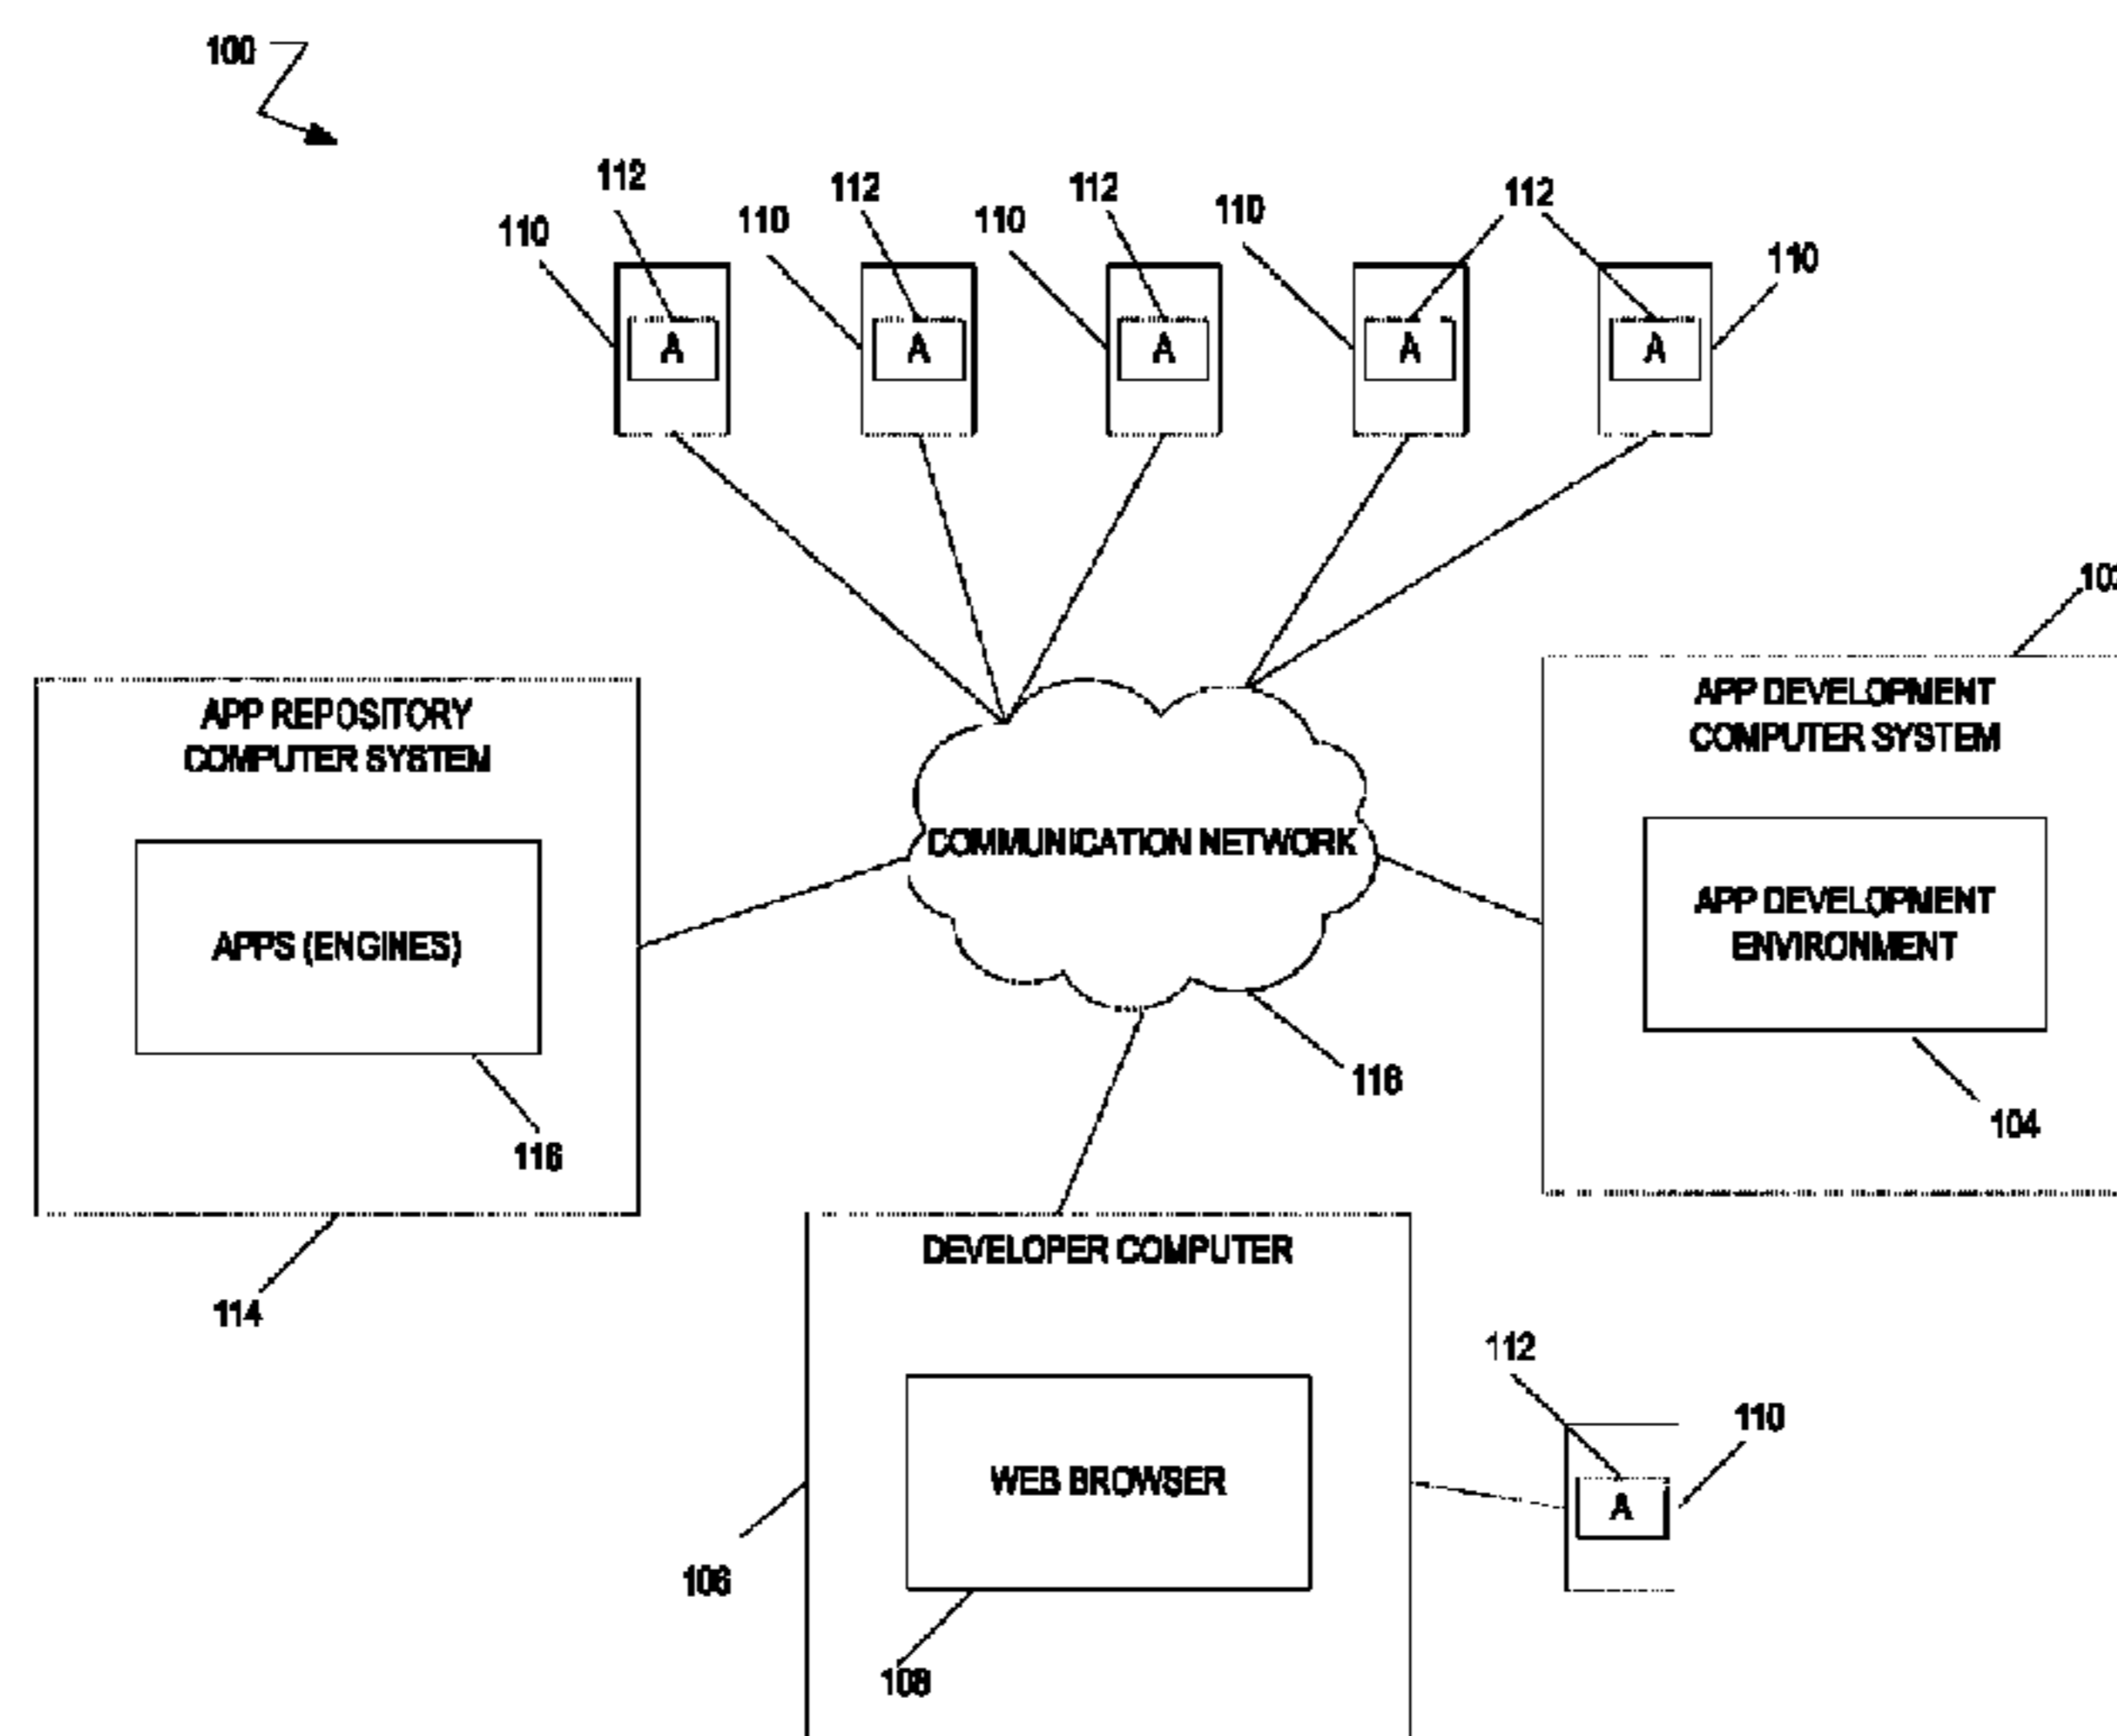 100
112
112
112
112
110
110
110
110
110
APP REPOSITORY
COMPUTER SYSTEM
APPS (ENGINES)
116
114
COMMUNICATION NETWORK
116
APP DEVELOPMENT
COMPUTER SYSTEM
APP DEVELOPMENT
ENVIRONMENT
104
DEVELOPER COMPUTER
WEB BROWSER
106
108
112
110
A
A
A
A
A
A